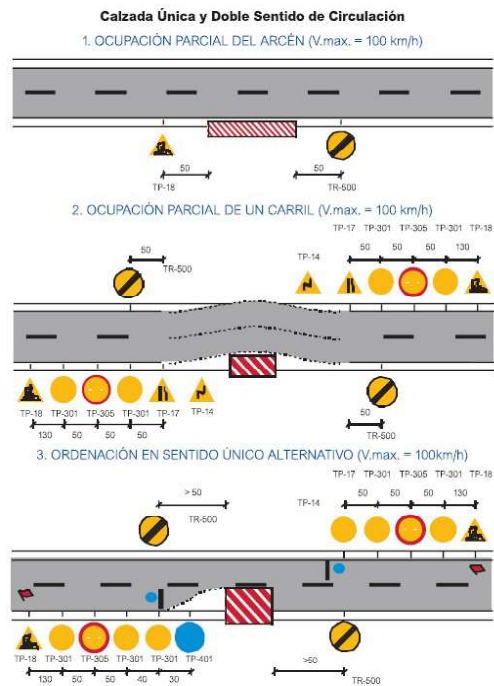 Calzada Única y Doble Sentido de Circulación
1. OCUPACIÓN PARCIAL DEL ARCÉN (V.max. = 100 km/h)
50
50
TP-18
TR-500
2. OCUPACIÓN PARCIAL DE UN CARRIL (V.max. = 100 km/h)
TP-17 TP-301 TP-305 TP-301 TP-18
50
50 50 50 130
TR-500
TP-14
TP-18 TP-301 TP-305 TP-301 TP-17 TP-14
130 50 50 50
50
TR-500
3. ORDENACIÓN EN SENTIDO ÚNICO ALTERNATIVO (V.max. = 100km/h)
TP-17 TP-301 TP-305 TP-301 TP-18
> 50
50 50 50 130
TP-14
TR-500
TP-18 TP-301 TP-305 TP-301 TP-301 TP-401
130 50 50 40 30
>50
TR-500